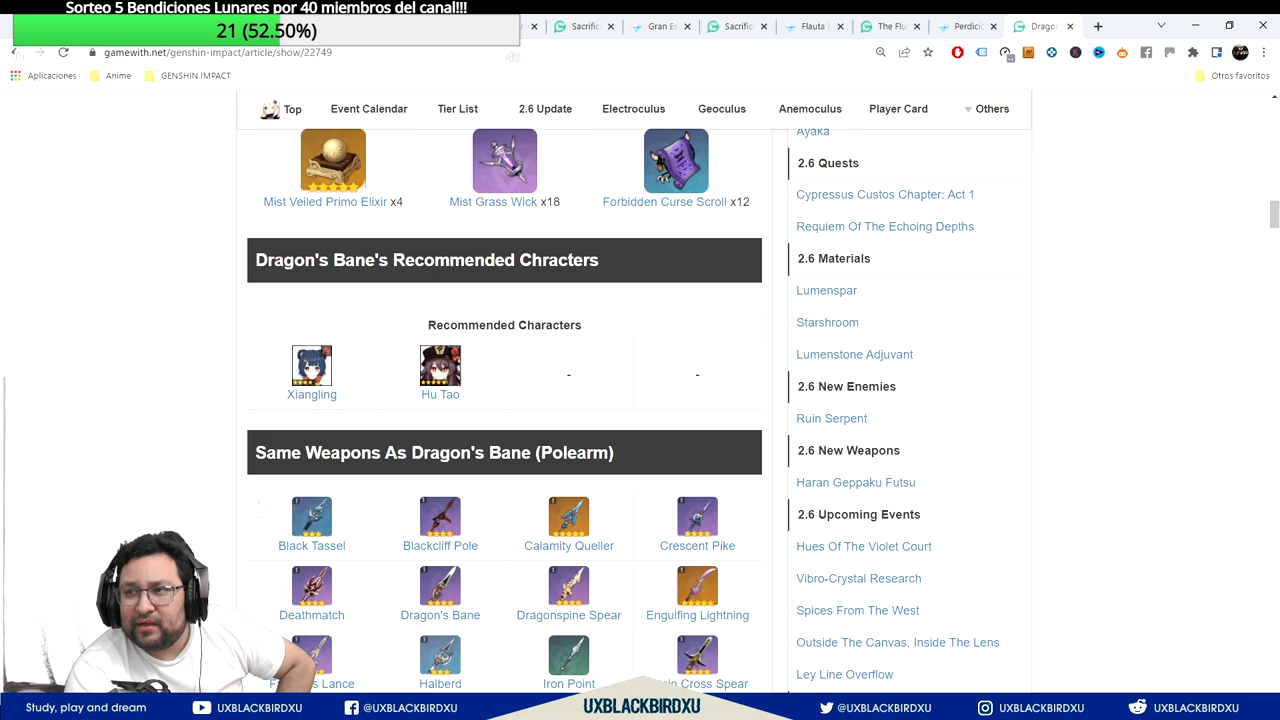 Sorteo 5 Bendiciones Lunares por 40 miembros del canal!!!
21 (52.50%)
40
Sacrific
Gran Es
Sacrific
Flauta
The Flu
Perdici
Drago
gamewith.net/genshin-impact/article/show/22749
Aplicaciones
Anime
GENSHIN IMPACT
Otros favoritos
Top
Event Calendar
Tier List
2.6 Update
Electroculus
Geoculus
Anemoculus
Player Card
Others
Mist Veiled Primo Elixir x4
Mist Grass Wick x18
Forbidden Curse Scroll x12
Dragon's Bane's Recommended Chracters
Recommended Characters
Xiangling
Hu Tao
-
-
Same Weapons As Dragon's Bane (Polearm)
Black Tassel
Blackcliff Pole
Calamity Queller
Crescent Pike
Deathmatch
Dragon's Bane
Dragonspine Spear
Engulfing Lightning
Lance
Halberd
Iron Point
Cross Spear
Ayaka
2.6 Quests
Cypressus Custos Chapter: Act 1
Requiem Of The Echoing Depths
2.6 Materials
Lumenspar
Starshroom
Lumenstone Adjuvant
2.6 New Enemies
Ruin Serpent
2.6 New Weapons
Haran Geppaku Futsu
2.6 Upcoming Events
Hues Of The Violet Court
Vibro-Crystal Research
Spices From The West
Outside The Canvas, Inside The Lens
Ley Line Overflow
Study, play and dream
UXBLACKBIRDXU
@UXBLACKBIRDXU
UXBLACKBIRDXU
@UXBLACKBIRDXU
@UXBLACKBIRDXU
UXBLACKBIRDXU